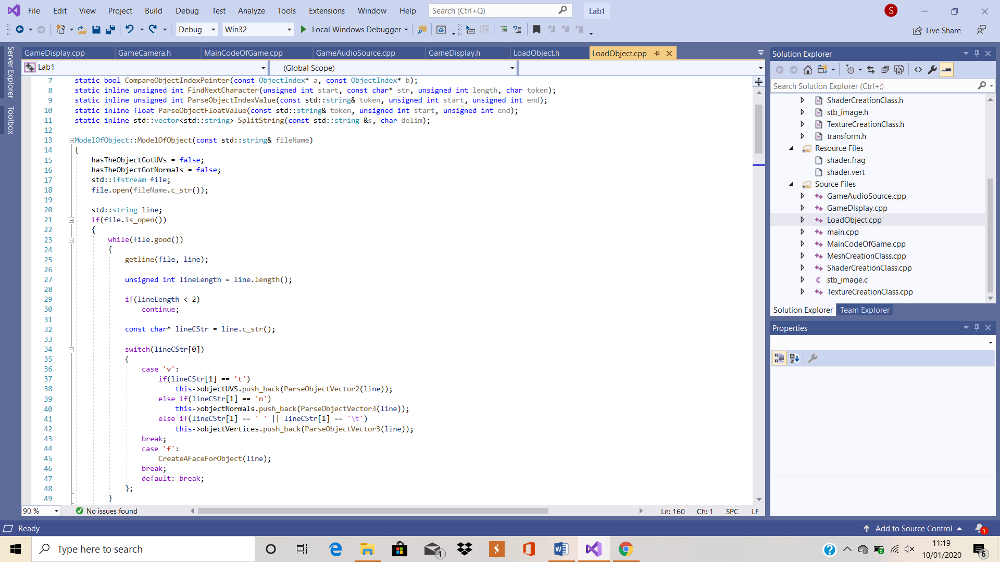 File Edit View Project Build Debug Test Analyze Tools Extensions Window Help Search (Ctrl+Q) Lab1 S
Debug Win32 Local Windows Debugger Live Share
Server Explorer
Toolbox
GameDisplay.cpp GameCamera.h MainCodeOfGame.cpp GameAudioSource.cpp GameDisplay.h LoadObject.h LoadObject.cpp
Lab1 (Global Scope)
7 static bool CompareObjectIndexPointer(const ObjectIndex* a, const ObjectIndex* b);
8 static inline unsigned int FindNextCharacter(unsigned int start, const char* str, unsigned int length, char token);
9 static inline unsigned int ParseObjectIndexValue(const std::string& token, unsigned int start, unsigned int end);
10 static inline float ParseObjectFloatValue(const std::string& token, unsigned int start, unsigned int end);
11 static inline std::vector<std::string> SplitString(const std::string &s, char delim);
12
13 ModelOfObject::ModelOfObject(const std::string& fileName)
14 {
15 hasTheObjectGotUVs = false;
16 hasTheObjectGotNormals = false;
17 std::ifstream file;
18 file.open(fileName.c_str());
19
20 std::string line;
21 if(file.is_open())
22 {
23 while(file.good())
24 {
25 getline(file, line);
26
27 unsigned int lineLength = line.length();
28
29 if(lineLength < 2)
30 continue;
31
32 const char* lineCStr = line.c_str();
33
34 switch(lineCStr[0])
35 {
36 case 'v':
37 if(lineCStr[1] == 't')
38 this->objectUVS.push_back(ParseObjectVector2(line));
39 else if(lineCStr[1] == 'n')
40 this->objectNormals.push_back(ParseObjectVector3(line));
41 else if(lineCStr[1] == ' ' || lineCStr[1] == '\t')
42 this->objectVertices.push_back(ParseObjectVector3(line));
43 break;
44 case 'f':
45 CreateAFaceForObject(line);
46 break;
47 default: break;
48 };
49 }
90 % No issues found Ln: 160 Ch: 1 SPC LF
Solution Explorer
Search Solution Explorer (Ctrl+;)
ShaderCreationClass.h
stb_image.h
TextureCreationClass.h
transform.h
Resource Files
shader.frag
shader.vert
Source Files
GameAudioSource.cpp
GameDisplay.cpp
LoadObject.cpp
main.cpp
MainCodeOfGame.cpp
MeshCreationClass.cpp
ShaderCreationClass.cpp
stb_image.c
TextureCreationClass.cpp
Solution Explorer Team Explorer
Properties
Ready Add to Source Control 1
Type here to search 1 11:19
10/01/2020 6